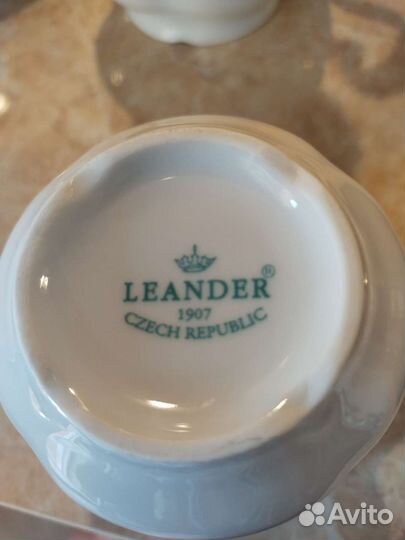 LEANDER®
1907
CZECH REPUBLIC
Avito